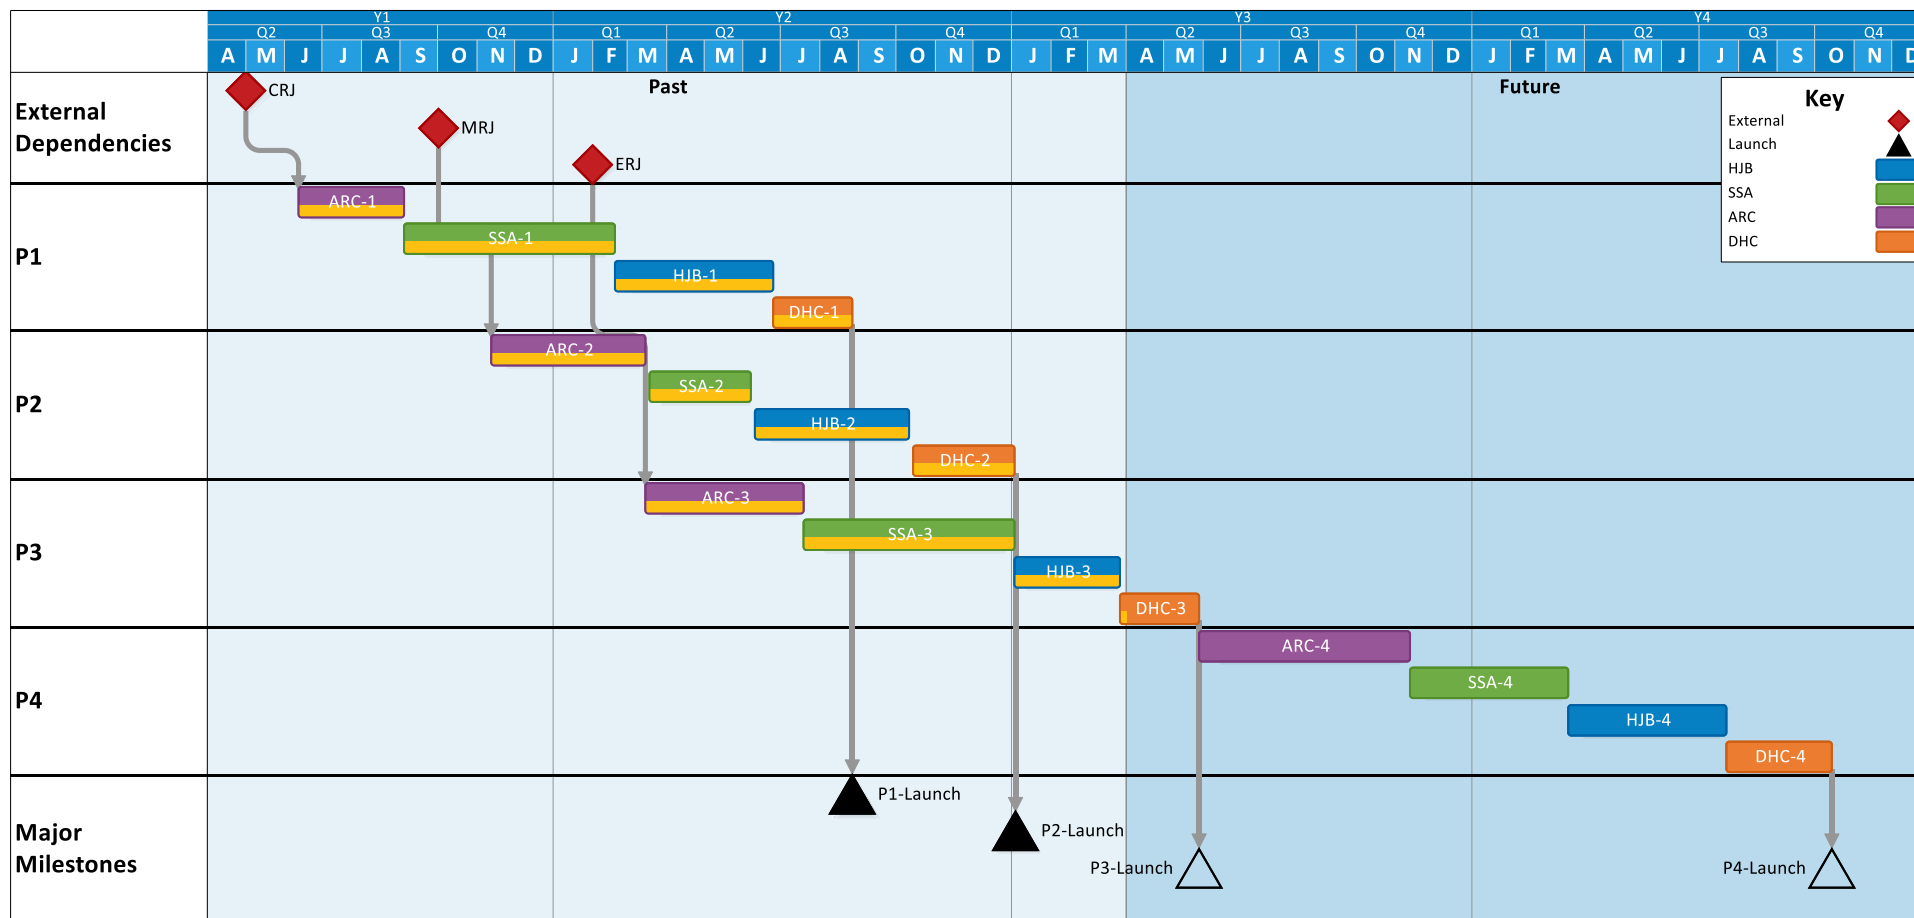 Y1 Y2 Y3 Y4
Q2 Q3 Q4 Q1 Q2 Q3 Q4 Q1 Q2 Q3 Q4 Q1 Q2 Q3 Q4
A M J J A S O N D J F M A M J J A S O N D J F M A M J J A S O N D J F M A M J J A S O N D
Past
Future
External
Dependencies
CRJ
MRJ
ERJ
Key
External
Launch
HJB
SSA
ARC
DHC
P1
ARC-1
SSA-1
HJB-1
DHC-1
P2
ARC-2
SSA-2
HJB-2
DHC-2
P3
ARC-3
SSA-3
HJB-3
DHC-3
P4
ARC-4
SSA-4
HJB-4
DHC-4
Major
Milestones
P1-Launch
P2-Launch
P3-Launch
P4-Launch